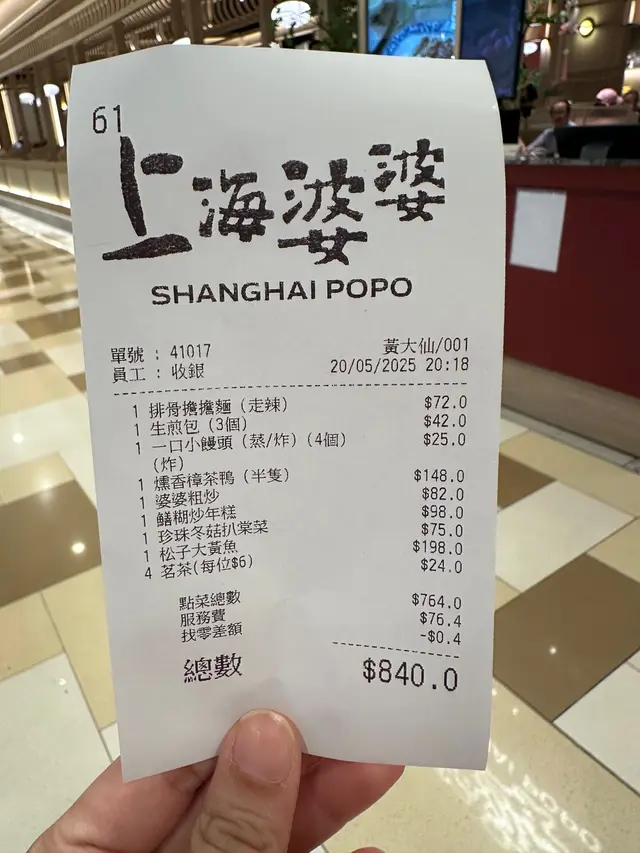 61
上海婆婆
SHANGHAI POPO
單號 : 41017 黃大仙/001
員工 : 收銀 20/05/2025 20:18
1 排骨擔擔麵 (走辣) $72.0
1 生煎包 (3個) $42.0
1 一口小饅頭 (蒸/炸) (4個) $25.0
(炸)
1 燻香樟茶鴨 (半隻) $148.0
1 婆婆粗炒 $82.0
1 鱔糊炒年糕 $98.0
1 珍珠冬菇扒棠菜 $75.0
1 松子大黃魚 $198.0
4 茗茶(每位$6) $24.0
點菜總數 $764.0
服務費 $76.4
找零差額 -$0.4
總數 $840.0